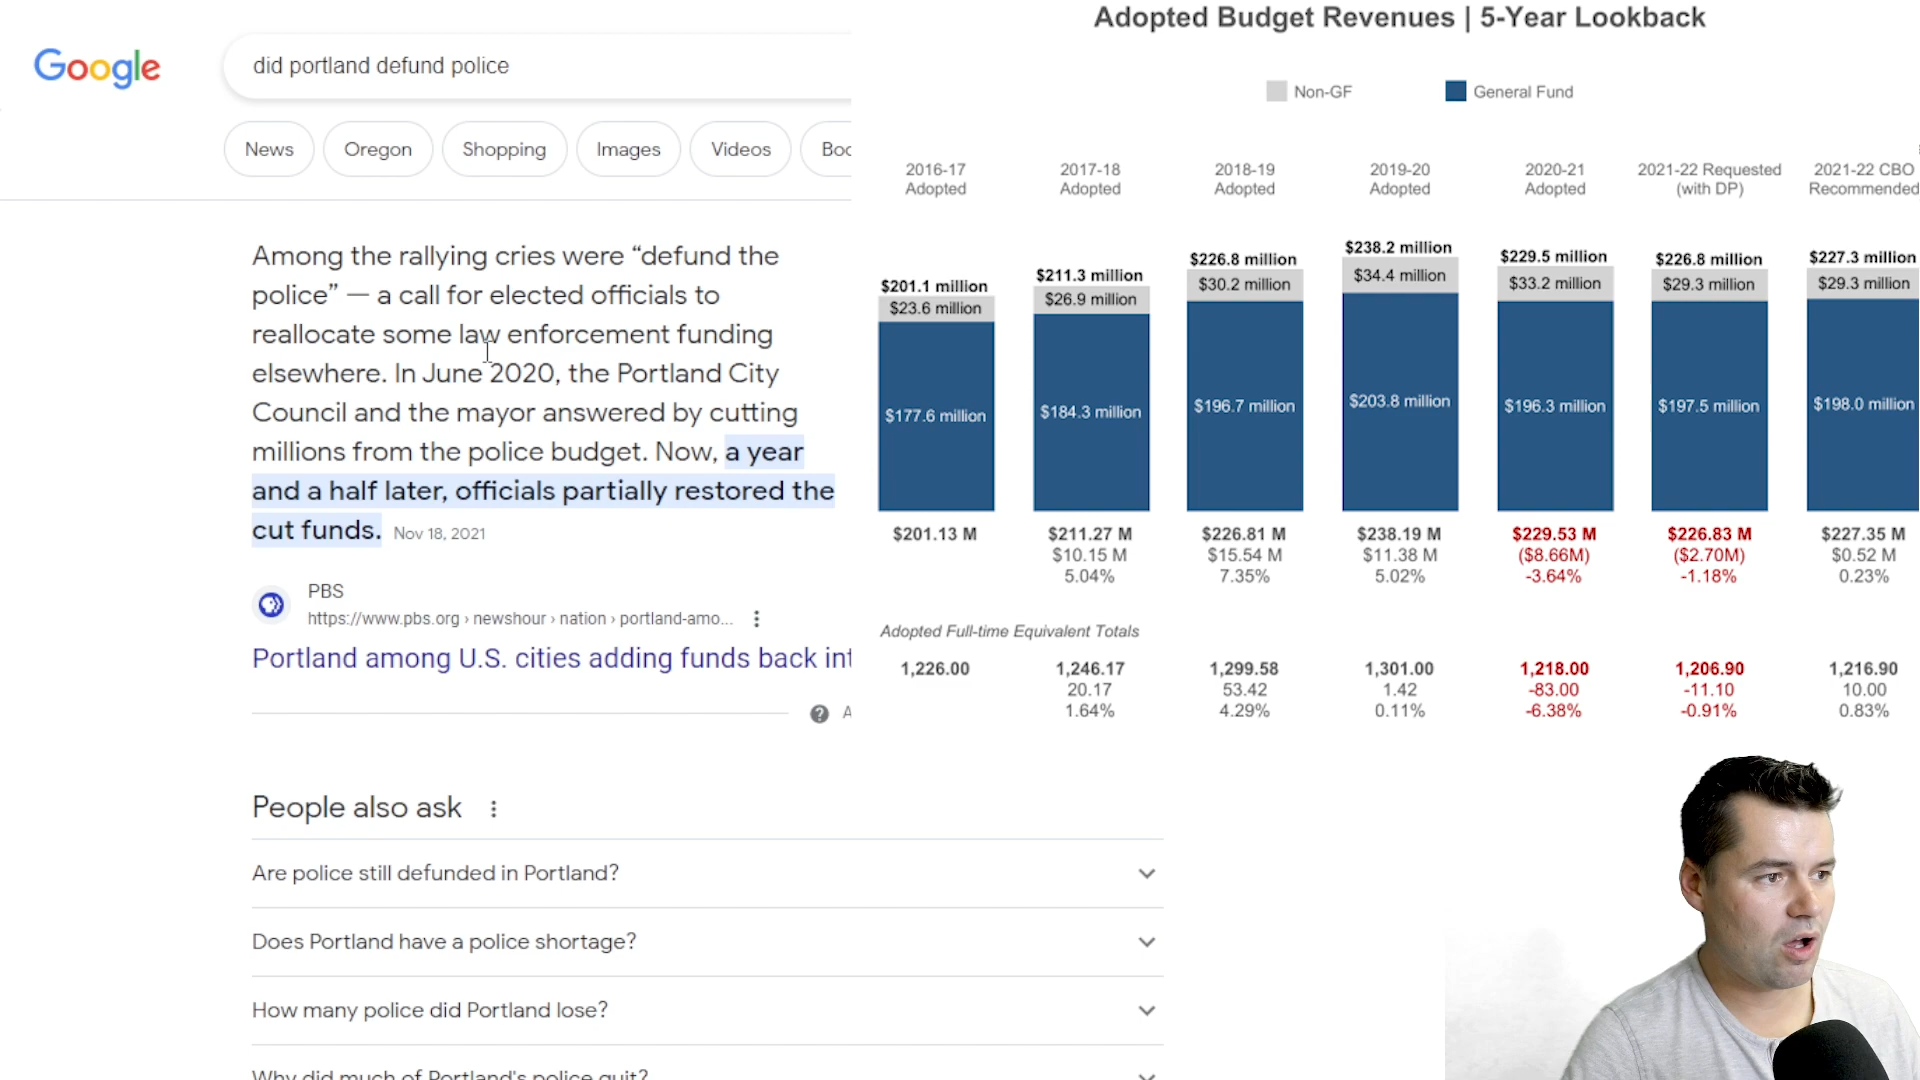 Google
did portland defund police
News
Oregon
Shopping
Images
Videos
Boo
Among the rallying cries were “defund the
police” — a call for elected officials to
reallocate some law enforcement funding
elsewhere. In June 2020, the Portland City
Council and the mayor answered by cutting
millions from the police budget. Now, a year
and a half later, officials partially restored the
cut funds. Nov 18, 2021
PBS
https://www.pbs.org › newshour › nation › portland-amo...
Portland among U.S. cities adding funds back int
A
People also ask
Are police still defunded in Portland?
Does Portland have a police shortage?
How many police did Portland lose?
Why did much of Portland's police quit?
Adopted Budget Revenues | 5-Year Lookback
Non-GF
General Fund
2016-17
Adopted
2017-18
Adopted
2018-19
Adopted
2019-20
Adopted
2020-21
Adopted
2021-22 Requested
(with DP)
2021-22 CBO
Recommended
$201.1 million
$23.6 million
$177.6 million
$211.3 million
$26.9 million
$184.3 million
$226.8 million
$30.2 million
$196.7 million
$238.2 million
$34.4 million
$203.8 million
$229.5 million
$33.2 million
$196.3 million
$226.8 million
$29.3 million
$197.5 million
$227.3 million
$29.3 million
$198.0 million
$201.13 M
$211.27 M
$10.15 M
5.04%
$226.81 M
$15.54 M
7.35%
$238.19 M
$11.38 M
5.02%
$229.53 M
($8.66M)
-3.64%
$226.83 M
($2.70M)
-1.18%
$227.35 M
$0.52 M
0.23%
Adopted Full-time Equivalent Totals
1,226.00
1,246.17
20.17
1.64%
1,299.58
53.42
4.29%
1,301.00
1.42
0.11%
1,218.00
-83.00
-6.38%
1,206.90
-11.10
-0.91%
1,216.90
10.00
0.83%